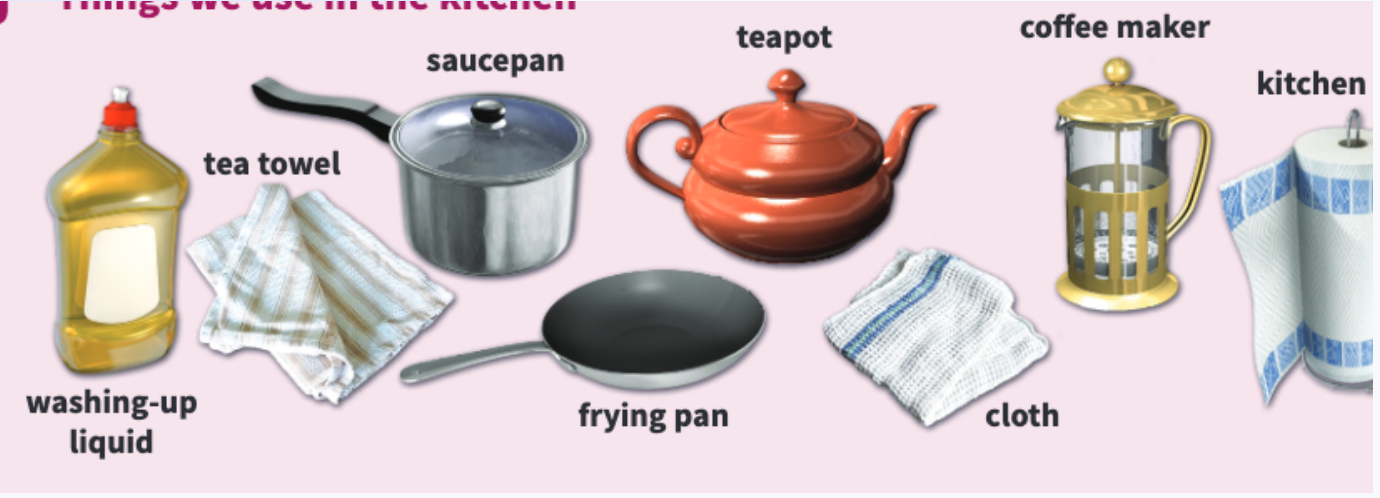 Things we use in the kitchen
coffee maker
teapot
saucepan
kitchen
tea towel
washing-up
liquid
frying pan
cloth